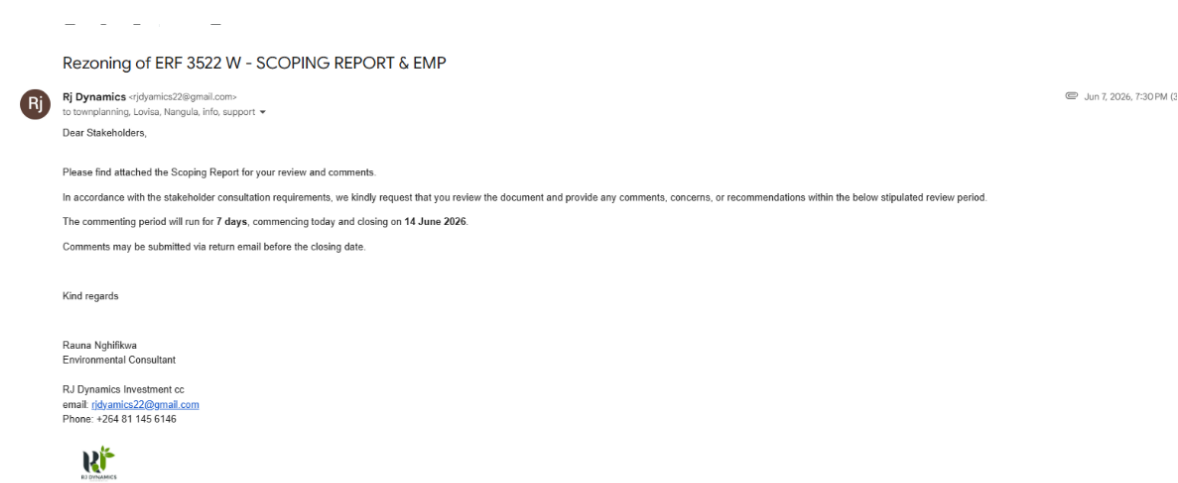 Rezoning of ERF 3522 W - SCOPING REPORT & EMP
Rj
Rj Dynamics <rjdyamics22@gmail.com>
Jun 7, 2026, 7:30 PM (3
to townplanning, Lovisa, Nangula, info, support
Dear Stakeholders,
Please find attached the Scoping Report for your review and comments.
In accordance with the stakeholder consultation requirements, we kindly request that you review the document and provide any comments, concerns, or recommendations within the below stipulated review period.
The commenting period will run for 7 days, commencing today and closing on 14 June 2026.
Comments may be submitted via return email before the closing date.
Kind regards
Rauna Nghifikwa
Environmental Consultant
RJ Dynamics Investment cc
email: rjdyamics22@gmail.com
Phone: +264 81 145 6146
RJ DYNAMICS